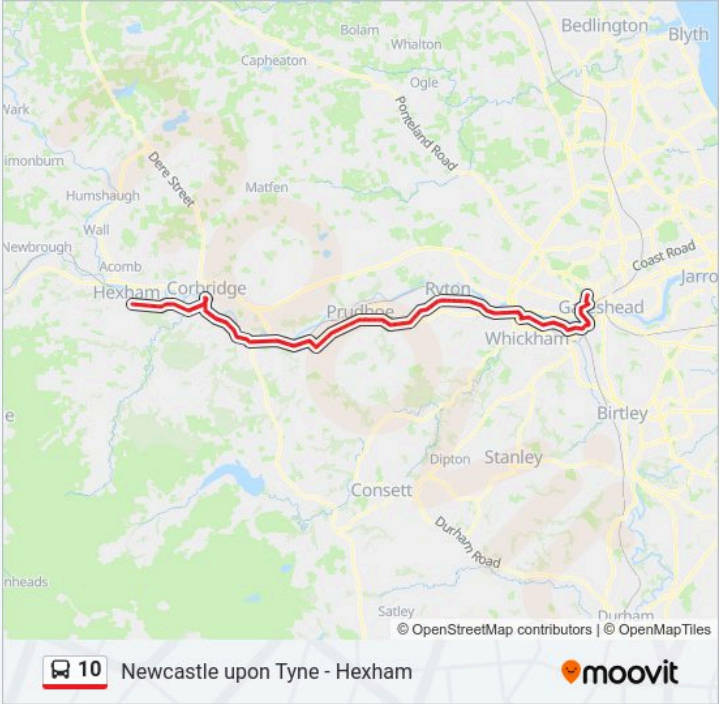 Bedlington
Bolam
Blyth
Whalton
Capheaton
Ogle
Wark
Ponteland Road
imonburn
Dere Street
Matfen
Humshaugh
Wall
Newbrough
Coast Road
Acomb
Jarro
Hexham
Corbridge
Ryton
Prudhoe
Gateshead
Whickham
e
Birtley
Dipton
Stanley
Consett
Durham Road
nheads
Satley
Durham
© OpenStreetMap contributors | © OpenMapTiles
10 Newcastle upon Tyne - Hexham
moovit